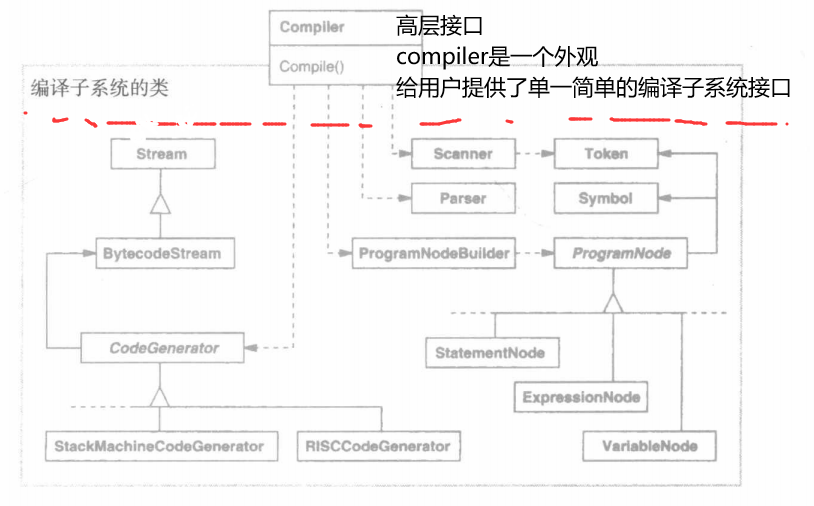 Compiler
Compile()
高层接口
compiler是一个外观
给用户提供了单一简单的编译子系统接口
编译子系统的类
Stream
Scanner
Token
Parser
Symbol
BytecodeStream
ProgramNodeBuilder
ProgramNode
CodeGenerator
StatementNode
ExpressionNode
StackMachineCodeGenerator
RISCCodeGenerator
VariableNode